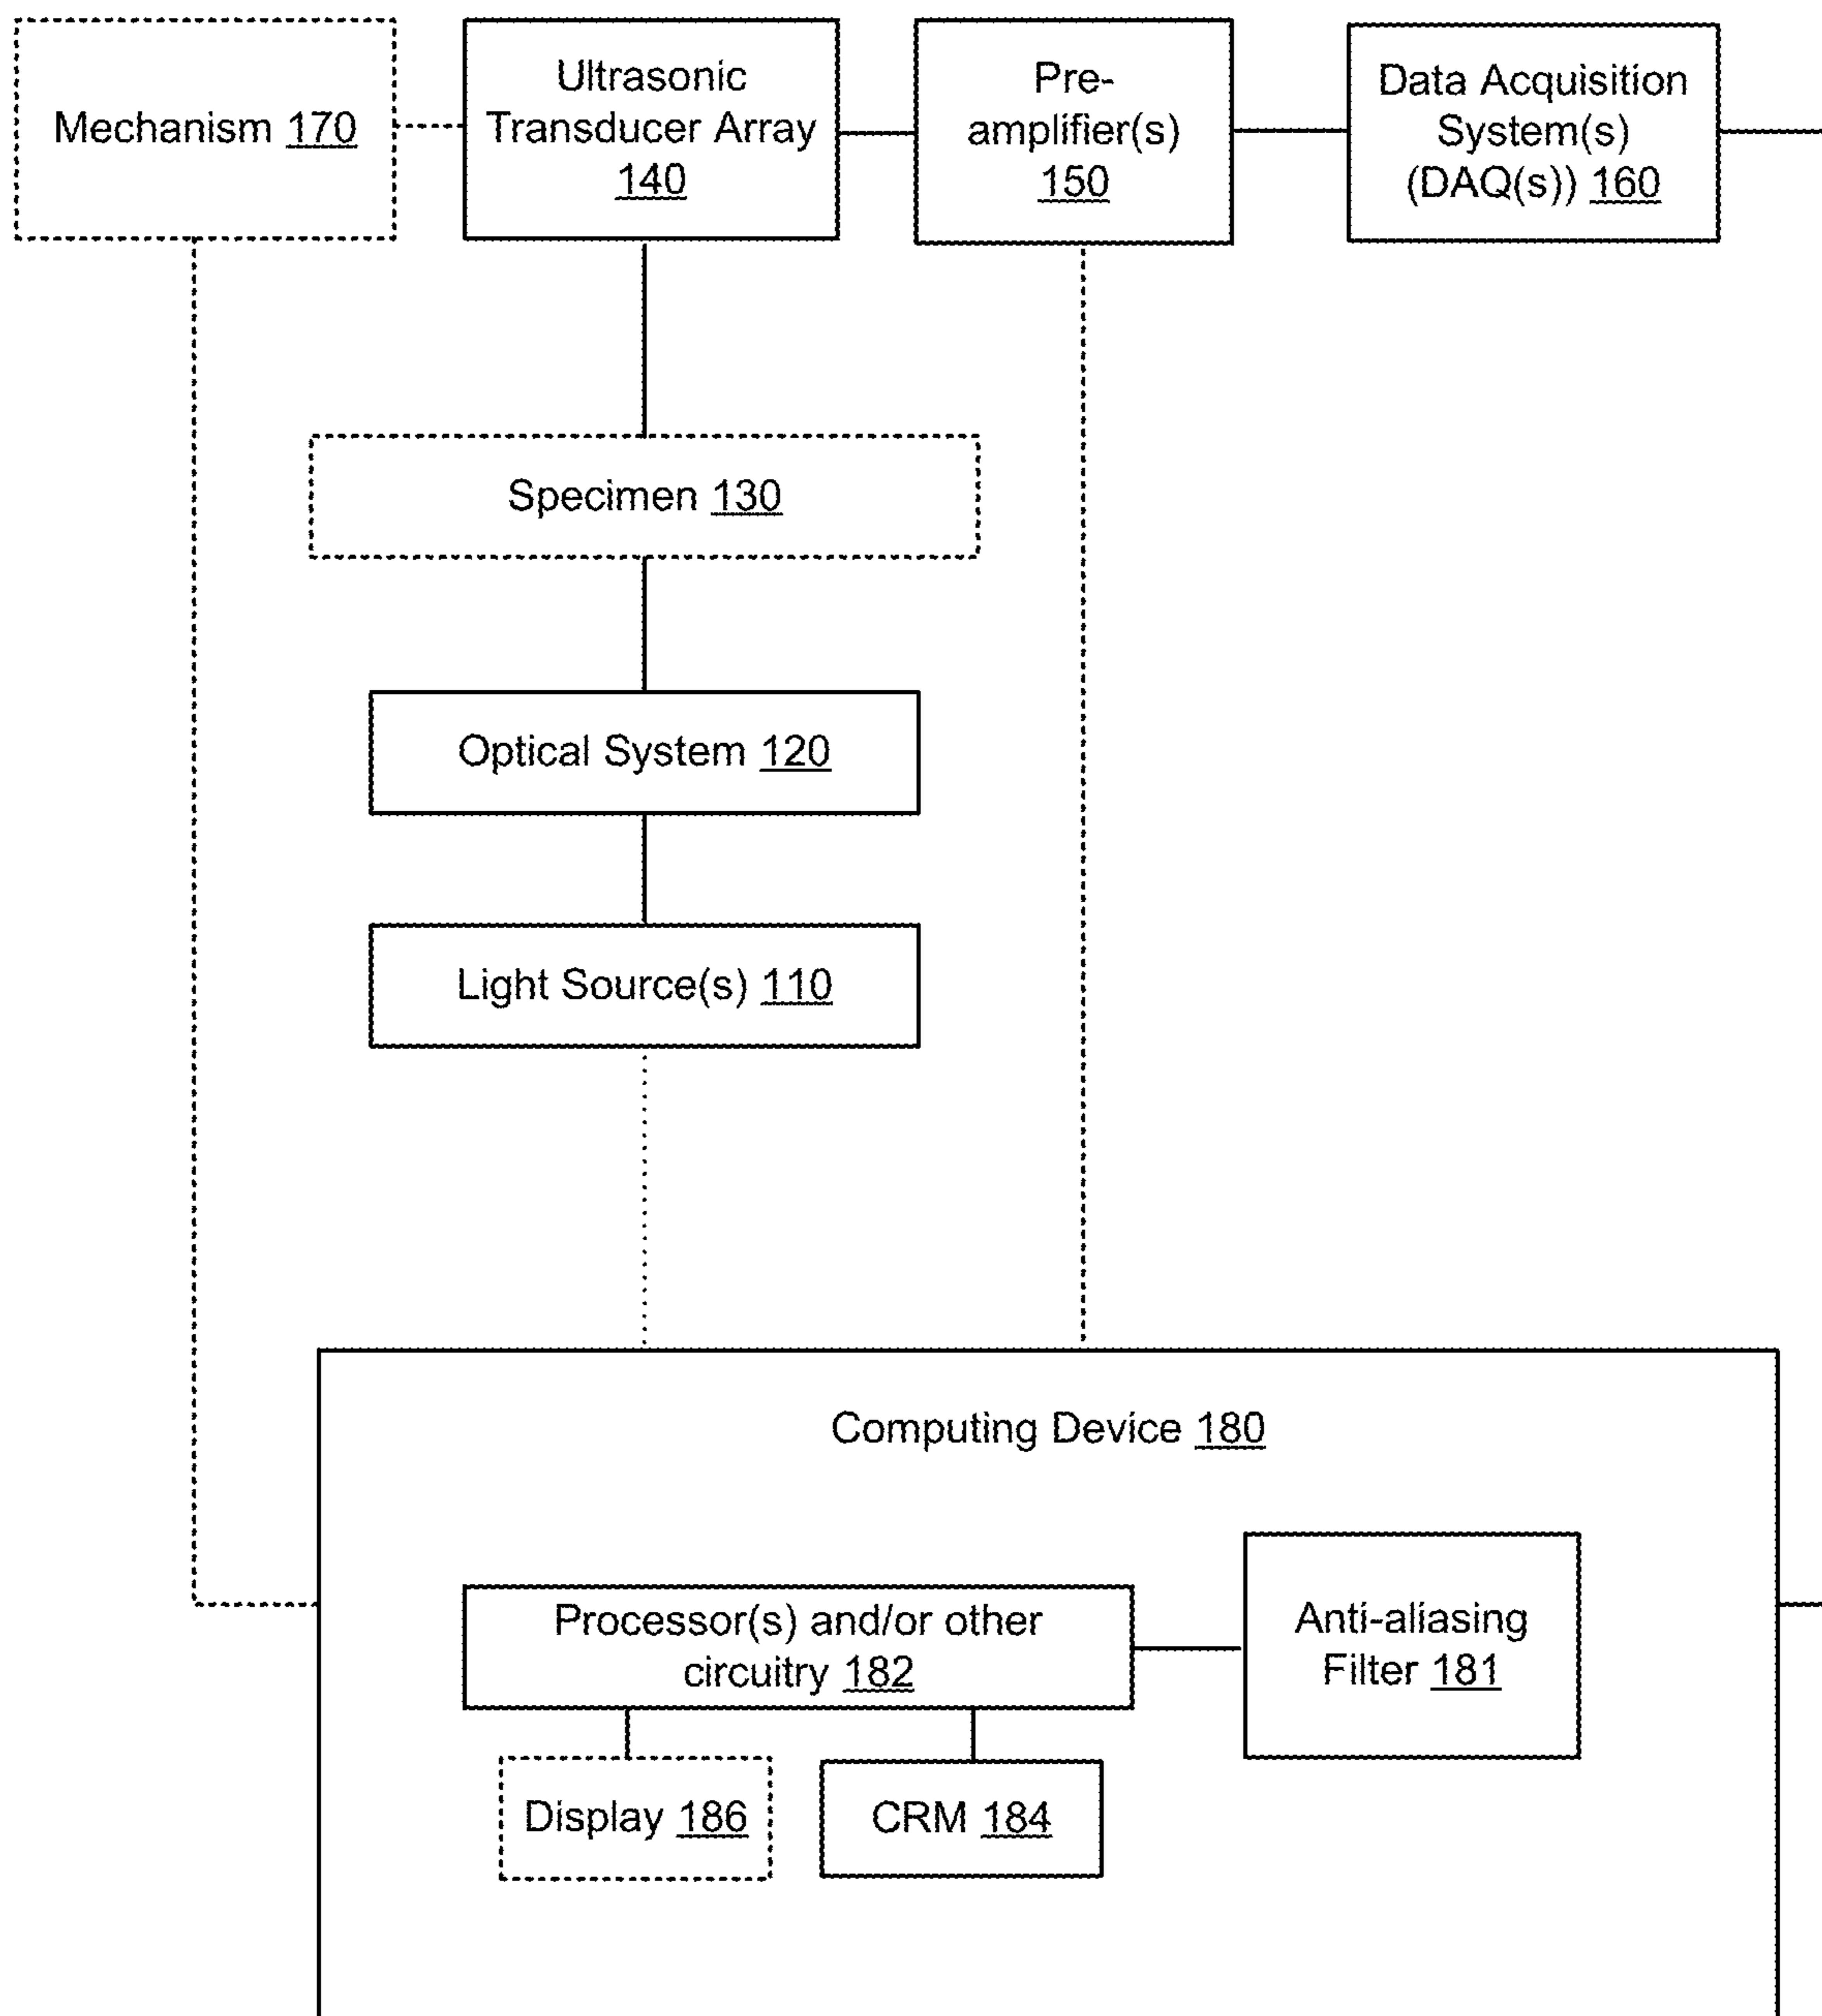 Mechanism 170
Ultrasonic
Transducer Array
140
Pre-
amplifier(s)
150
Data Acquisition
System(s)
(DAQ(s)) 160
Specimen 130
Optical System 120
Light Source(s) 110
Computing Device 180
Processor(s) and/or other
circuitry 182
Anti-aliasing
Filter 181
Display 186
CRM 184